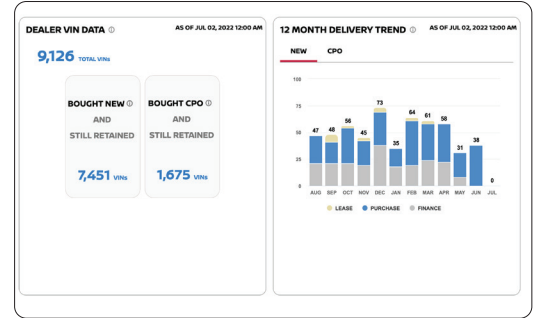 DEALER VIN DATA ⓘ
AS OF JUL 02, 2022 12:00 AM
9,126 TOTAL VINs
BOUGHT NEW ⓘ
AND
STILL RETAINED
7,451 VINs
BOUGHT CPO ⓘ
AND
STILL RETAINED
1,675 VINs
12 MONTH DELIVERY TREND ⓘ
AS OF JUL 02, 2022 12:00 AM
NEW CPO
100
75
50
25
0
47 48 56 45 73 35 64 61 58 31 38 0
AUG SEP OCT NOV DEC JAN FEB MAR APR MAY JUN JUL
LEASE PURCHASE FINANCE